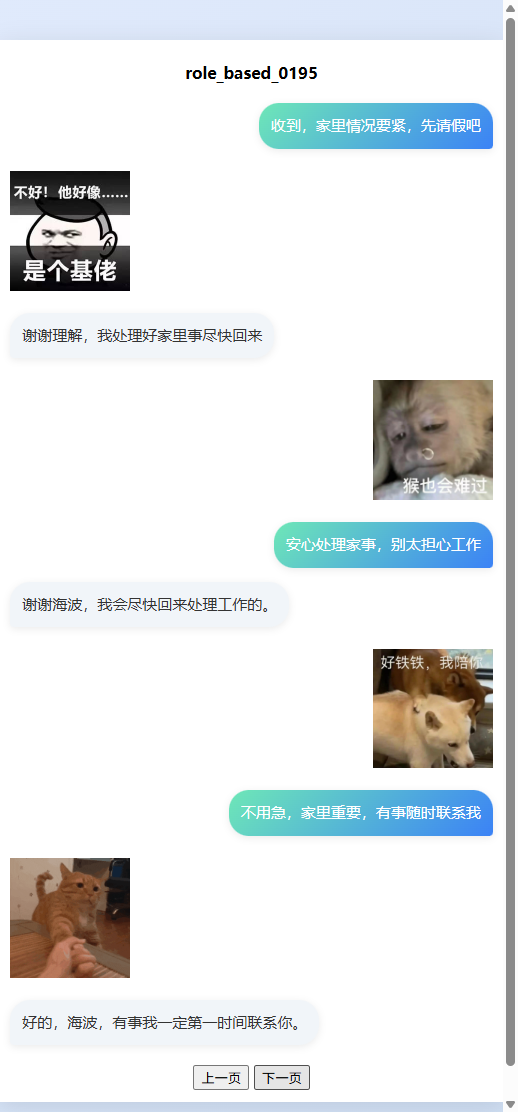 role_based_0195
收到，家里情况要紧，先请假吧
不好！他好像……
是个基佬
谢谢理解，我处理好家里事尽快回来
猴也会难过
安心处理家事，别太担心工作
谢谢海波，我会尽快回来处理工作的。
好铁铁，我陪你
不用急，家里重要，有事随时联系我
好的，海波，有事我一定第一时间联系你。
上一页 下一页